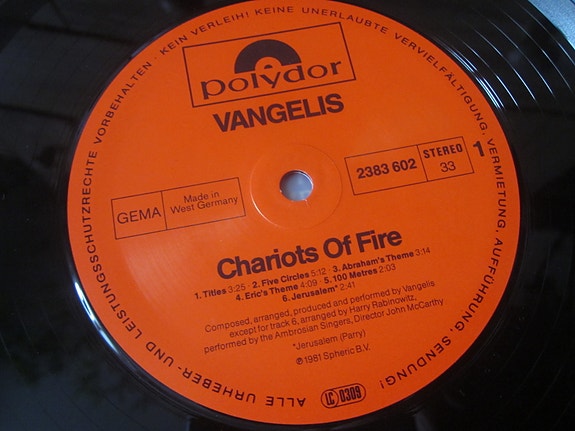 polydor
VANGELIS
GEMA
Made in
West Germany
2383 602
STEREO
33
1
Chariots Of Fire
1. Titles 3:25 · 2. Five Circles 5:12 · 3. Abraham's Theme 3:14
4. Eric's Theme 4:09 · 5. 100 Metres 2:03
6. Jerusalem* 2:41
Composed, arranged, produced and performed by Vangelis
except for track 6, arranged by Harry Rabinowitz,
performed by the Ambrosian Singers, Director John McCarthy
*Jerusalem (Parry)
℗ 1981 Spheric B.V.
LC 0309
ALLE URHEBER- UND LEISTUNGSSCHUTZRECHTE VORBEHALTEN · KEIN VERLEIH! KEINE UNERLAUBTE VERVIELFÄLTIGUNG, VERMIETUNG, AUFFÜHRUNG, SENDUNG!